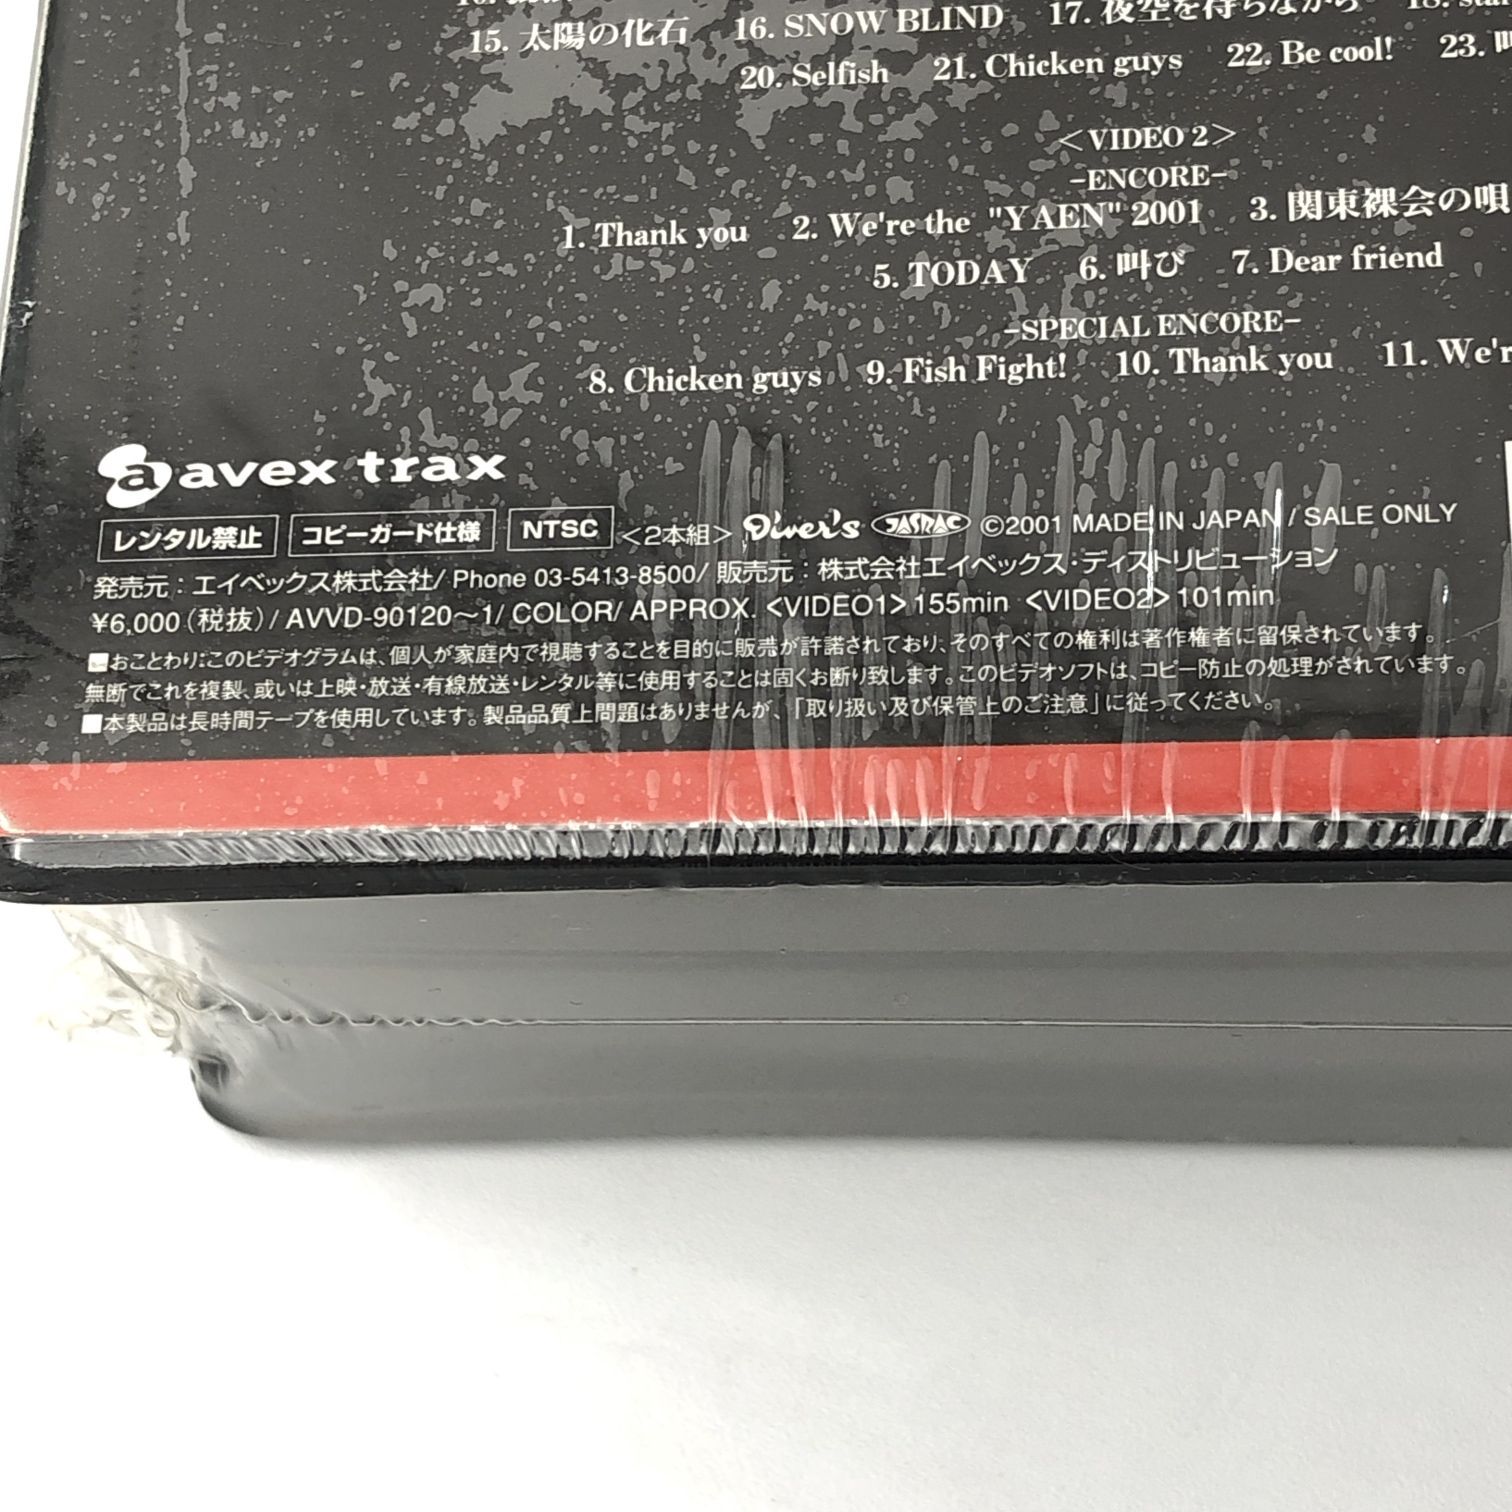 15. 太陽の化石 16. SNOW BLIND 17. 夜空を待ちながら 18.
20. Selfish 21. Chicken guys 22. Be cool! 23.
<VIDEO 2>
-ENCORE-
1. Thank you 2. We're the "YAEN" 2001 3. 関東裸会の唄
5. TODAY 6. 叫び 7. Dear friend
-SPECIAL ENCORE-
8. Chicken guys 9. Fish Fight! 10. Thank you 11. We'r
a avex trax
レンタル禁止 コピーガード仕様 NTSC <2本組> Diver's JASRAC ©2001 MADE IN JAPAN / SALE ONLY
発売元：エイベックス株式会社/ Phone 03-5413-8500/ 販売元：株式会社エイベックス・ディストリビューション
¥6,000(税抜)/ AVVD-90120〜1/ COLOR/ APPROX. <VIDEO1>155min <VIDEO2>101min
■おことわり:このビデオグラムは、個人が家庭内で視聴することを目的に販売が許諾されており、そのすべての権利は著作権者に留保されています。
無断でこれを複製、或いは上映・放送・有線放送・レンタル等に使用することは固くお断り致します。このビデオソフトは、コピー防止の処理がされています。
■本製品は長時間テープを使用しています。製品品質上問題はありませんが、「取り扱い及び保管上のご注意」に従ってください。